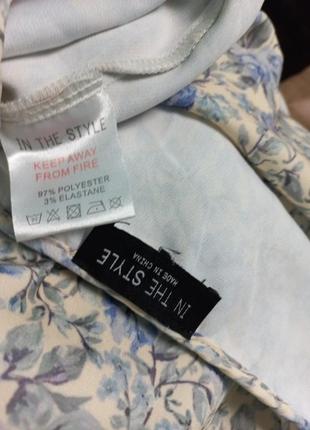 IN THE STYLE
KEEP AWAY
FROM FIRE
97% POLYESTER
3% ELASTANE
IN THE STYLE
MADE IN CHINA